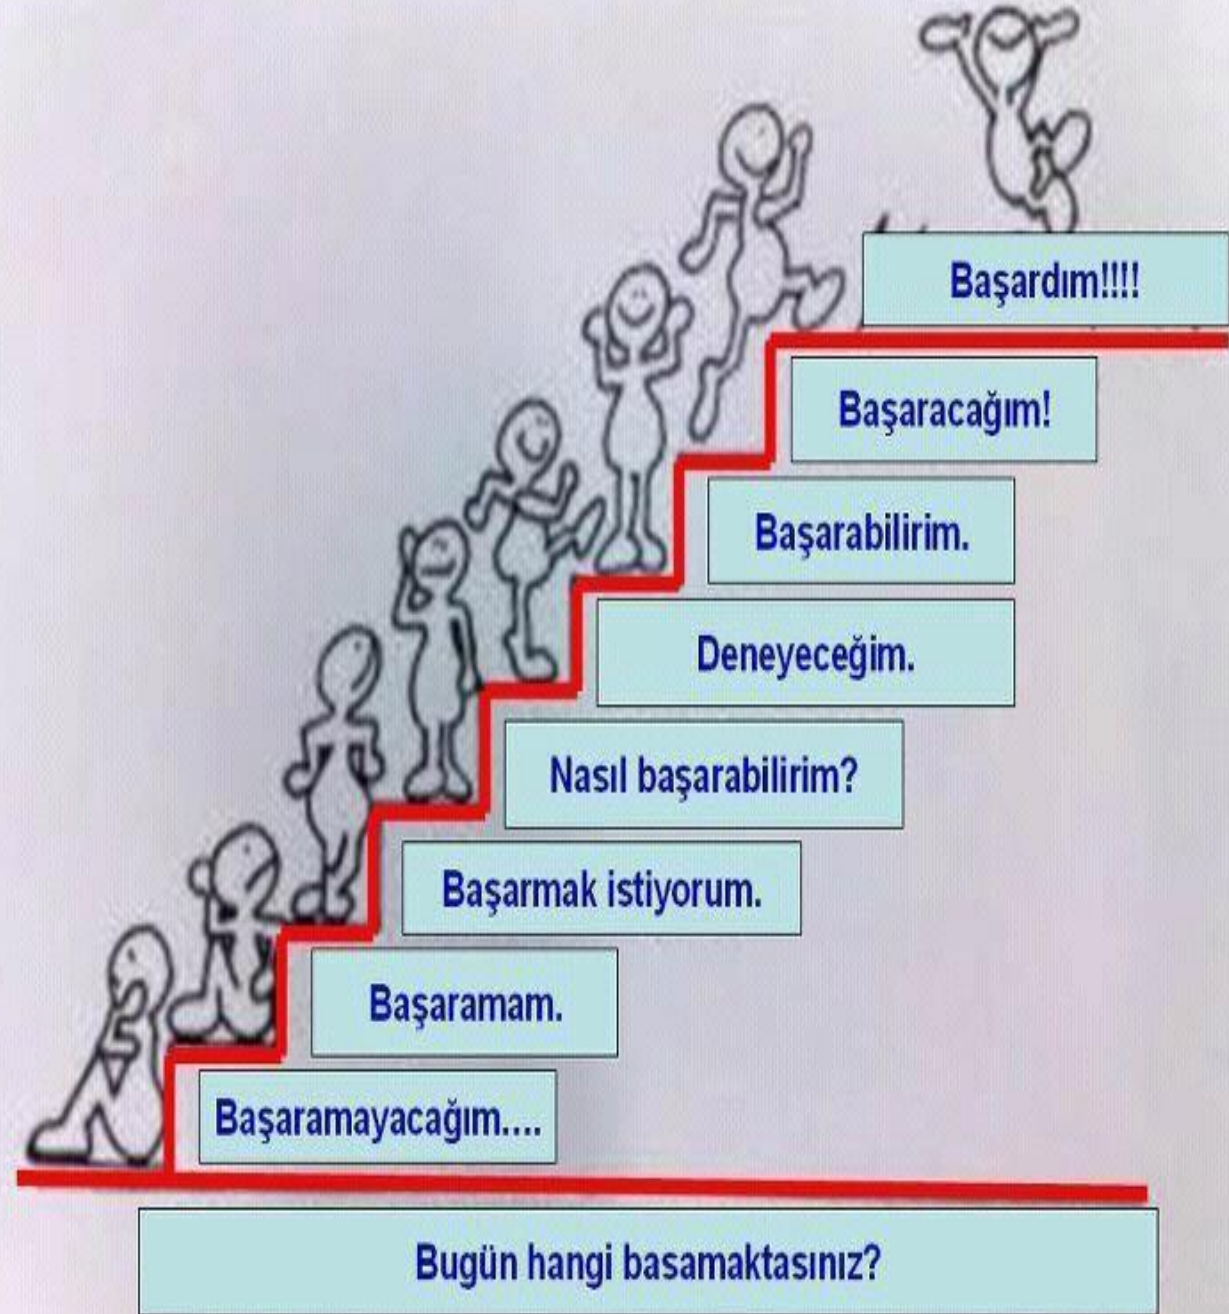 Başardım!!!!
Başaracağım!
Başarabilirim.
Deneyeceğim.
Nasıl başarabilirim?
Başarmak istiyorum.
Başaramam.
Başaramayacağım....
Bugün hangi basamaktasınız?